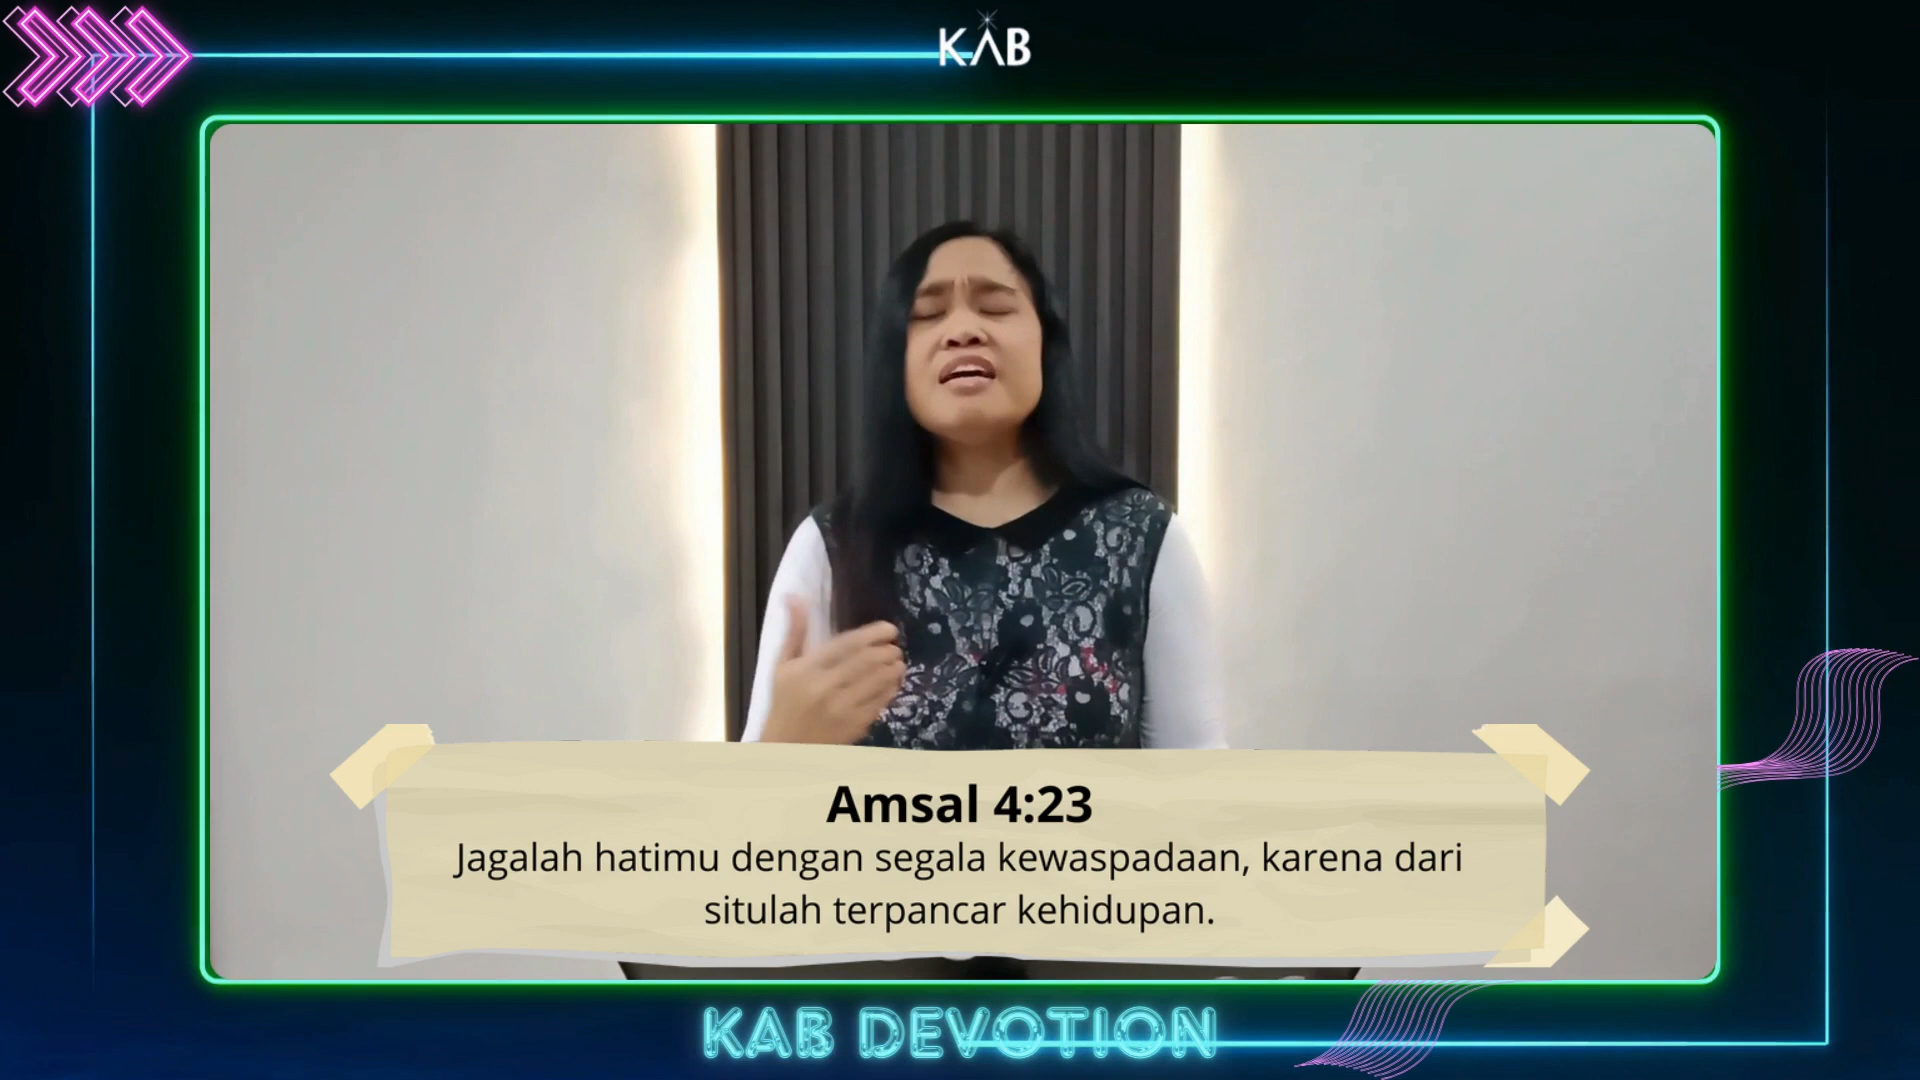 KAB
Amsal 4:23
Jagalah hatimu dengan segala kewaspadaan, karena dari
situlah terpancar kehidupan.
KAB DEVOTION